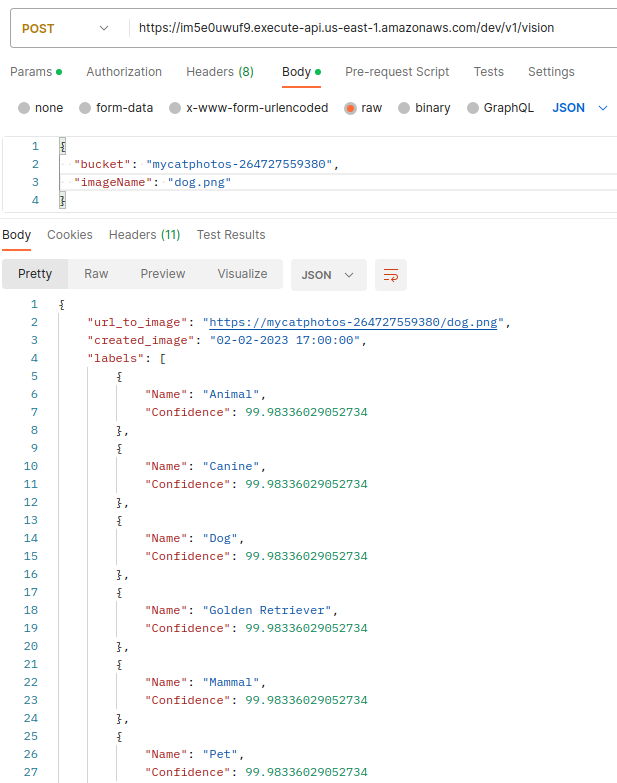 POST https://im5e0uwuf9.execute-api.us-east-1.amazonaws.com/dev/v1/vision
Params Authorization Headers (8) Body Pre-request Script Tests Settings
none form-data x-www-form-urlencoded raw binary GraphQL JSON
1 {
2 "bucket": "mycatphotos-264727559380",
3 "imageName": "dog.png"
4 }
Body Cookies Headers (11) Test Results
Pretty Raw Preview Visualize JSON
1 {
2 "url_to_image": "https://mycatphotos-264727559380/dog.png",
3 "created_image": "02-02-2023 17:00:00",
4 "labels": [
5 {
6 "Name": "Animal",
7 "Confidence": 99.98336029052734
8 },
9 {
10 "Name": "Canine",
11 "Confidence": 99.98336029052734
12 },
13 {
14 "Name": "Dog",
15 "Confidence": 99.98336029052734
16 },
17 {
18 "Name": "Golden Retriever",
19 "Confidence": 99.98336029052734
20 },
21 {
22 "Name": "Mammal",
23 "Confidence": 99.98336029052734
24 },
25 {
26 "Name": "Pet",
27 "Confidence": 99.98336029052734